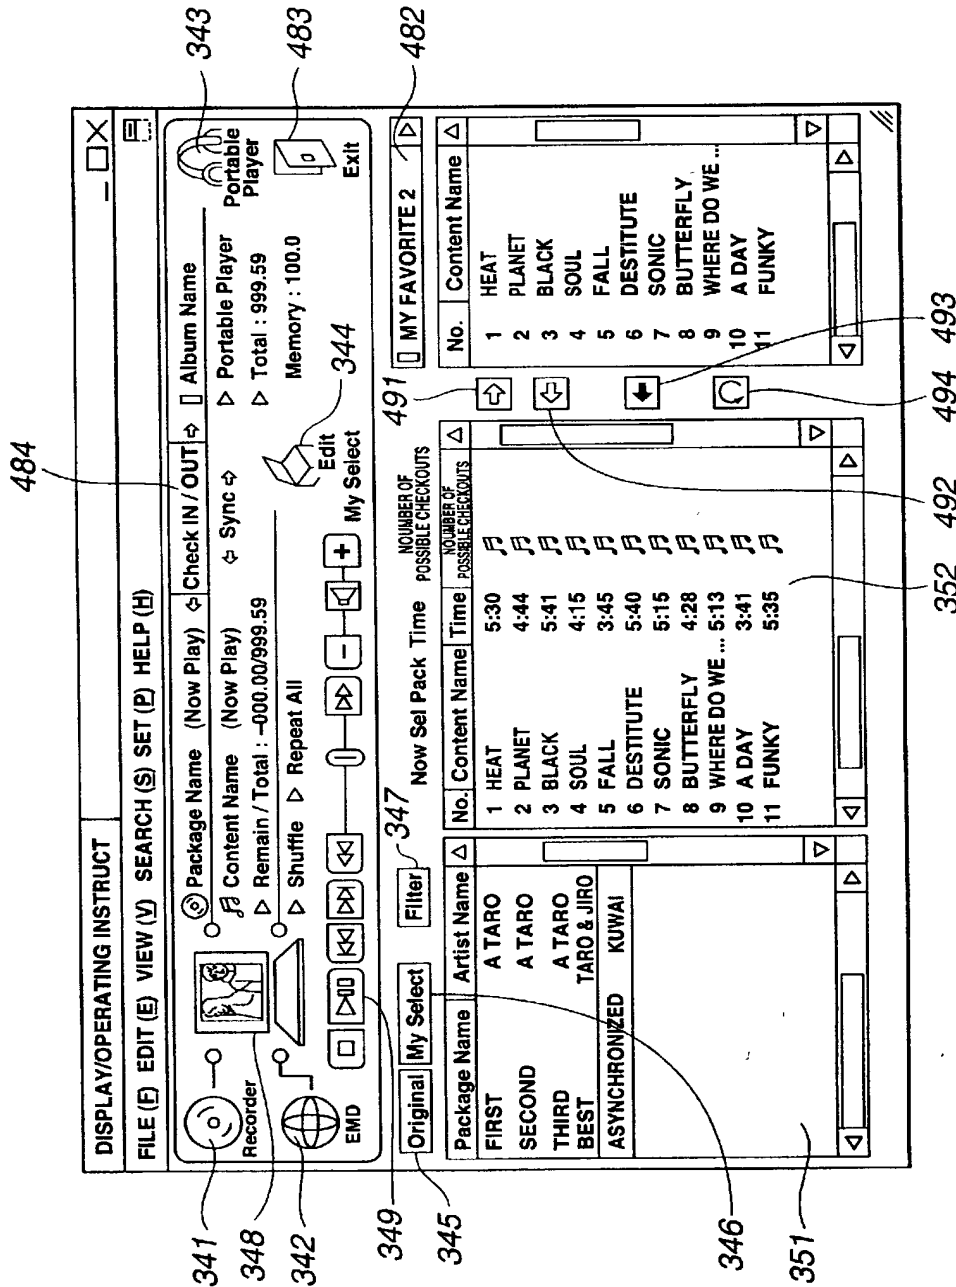 484
DISPLAY/OPERATING INSTRUCT
FILE (F) EDIT (E) VIEW (V) SEARCH (S) SET (P) HELP (H)
341
348
342
349
345
346
351
343
483
482
344
347
491
492
493
494
352
Recorder
EMD
Package Name (Now Play)
Check IN / OUT
Album Name
Content Name (Now Play)
Sync
Portable Player
Remain / Total : –000.00/999.59
Total : 999.59
Shuffle
Repeat All
Memory : 100.0
Portable
Player
Edit
My Select
Exit
Original
My Select
Filter
Now Sel Pack Time
NOUMBER OF
POSSIBLE CHECKOUTS
MY FAVORITE 2
Package Name Artist Name
FIRST A TARO
SECOND A TARO
THIRD A TARO
BEST TARO & JIRO
ASYNCHRONIZED KUWAI
No. Content Name Time NOUMBER OF
POSSIBLE CHECKOUTS
1 HEAT 5:30
2 PLANET 4:44
3 BLACK 5:41
4 SOUL 4:15
5 FALL 3:45
6 DESTITUTE 5:40
7 SONIC 5:15
8 BUTTERFLY 4:28
9 WHERE DO WE ... 5:13
10 A DAY 3:41
11 FUNKY 5:35
No. Content Name
1 HEAT
2 PLANET
3 BLACK
4 SOUL
5 FALL
6 DESTITUTE
7 SONIC
8 BUTTERFLY
9 WHERE DO WE ...
10 A DAY
11 FUNKY